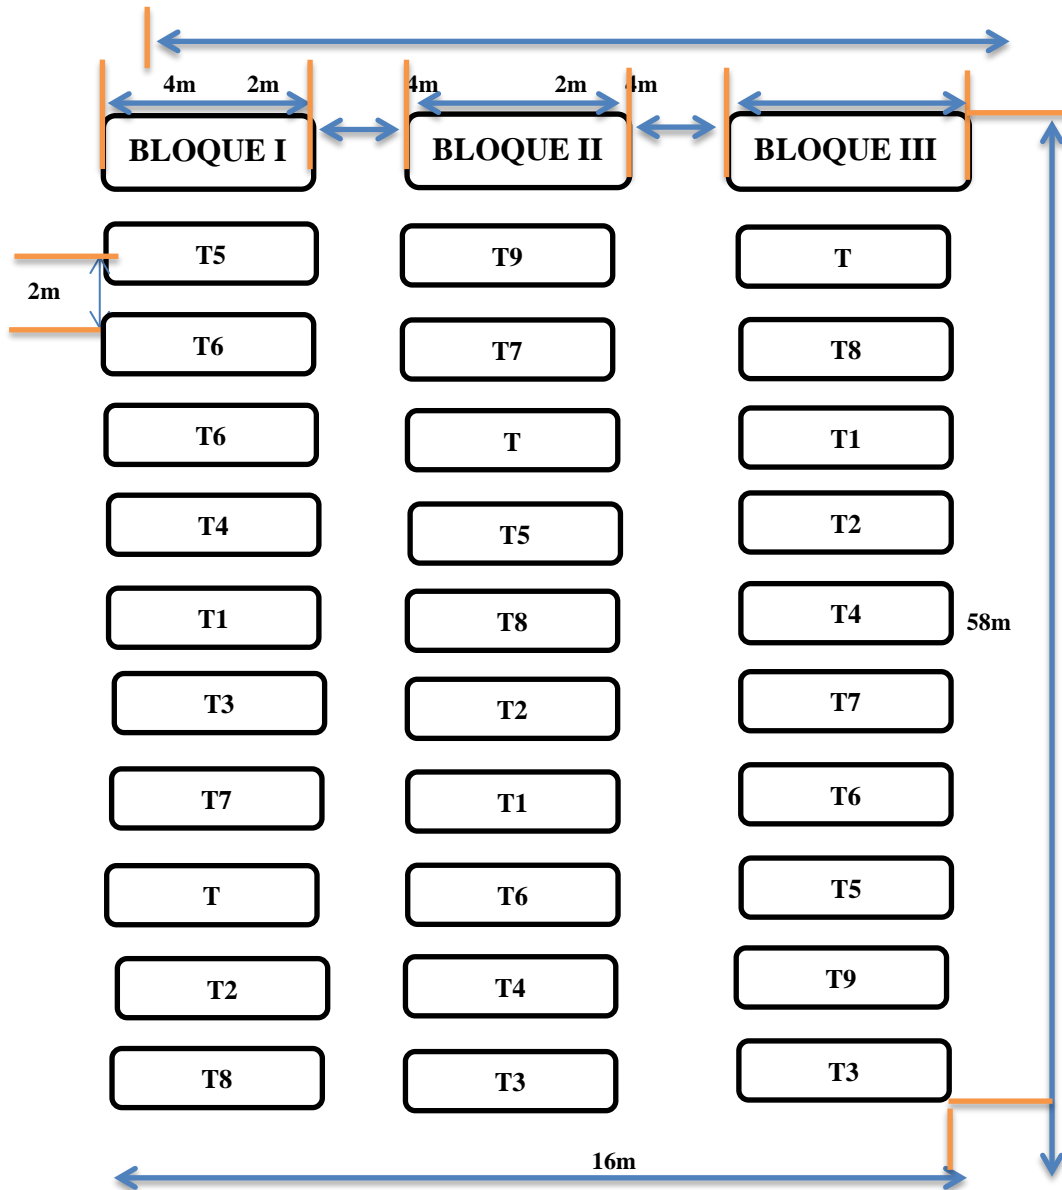 4m 2m 4m 2m 4m
BLOQUE I BLOQUE II BLOQUE III
T5 T9 T
2m
T6 T7 T8
T6 T T1
T4 T5 T2
T1 T8 T4
58m
T3 T2 T7
T7 T1 T6
T T6 T5
T2 T4 T9
T8 T3 T3
16m